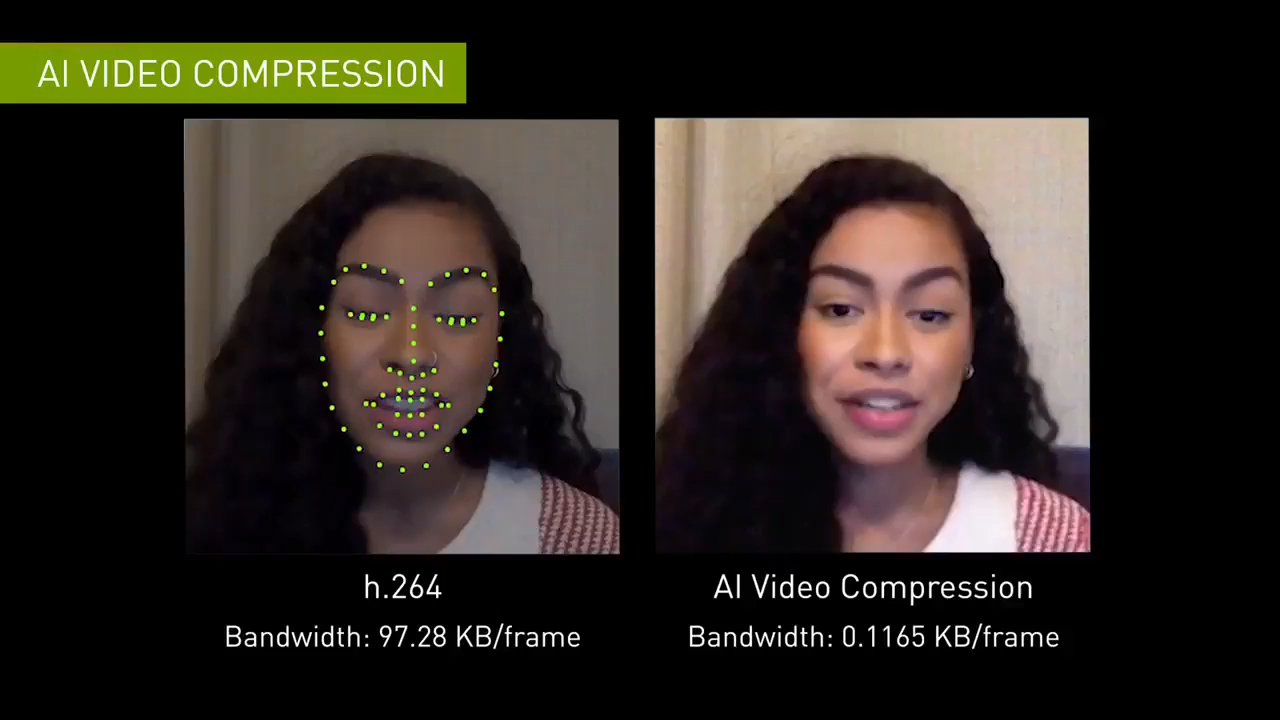 AI VIDEO COMPRESSION
h.264
Bandwidth: 97.28 KB/frame
AI Video Compression
Bandwidth: 0.1165 KB/frame